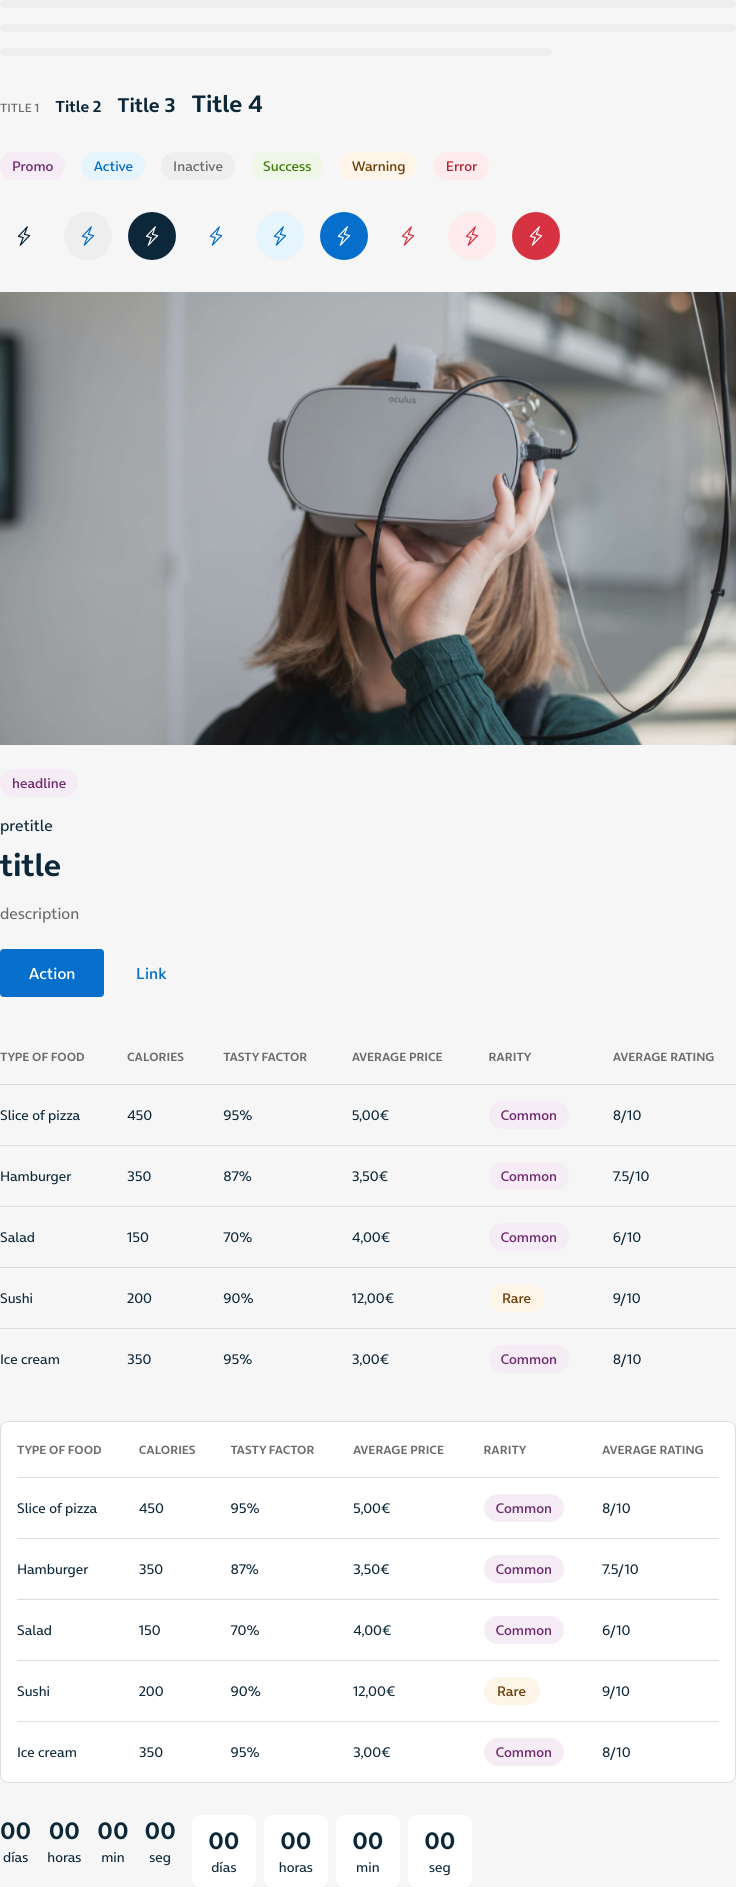 TITLE 1 Title 2 Title 3 Title 4
Promo Active Inactive Success Warning Error
oculus
headline
pretitle
title
description
Action Link
TYPE OF FOOD CALORIES TASTY FACTOR AVERAGE PRICE RARITY AVERAGE RATING
Slice of pizza 450 95% 5,00€ Common 8/10
Hamburger 350 87% 3,50€ Common 7.5/10
Salad 150 70% 4,00€ Common 6/10
Sushi 200 90% 12,00€ Rare 9/10
Ice cream 350 95% 3,00€ Common 8/10
TYPE OF FOOD CALORIES TASTY FACTOR AVERAGE PRICE RARITY AVERAGE RATING
Slice of pizza 450 95% 5,00€ Common 8/10
Hamburger 350 87% 3,50€ Common 7.5/10
Salad 150 70% 4,00€ Common 6/10
Sushi 200 90% 12,00€ Rare 9/10
Ice cream 350 95% 3,00€ Common 8/10
00 00 00 00 00 00 00 00
días horas min seg días horas min seg